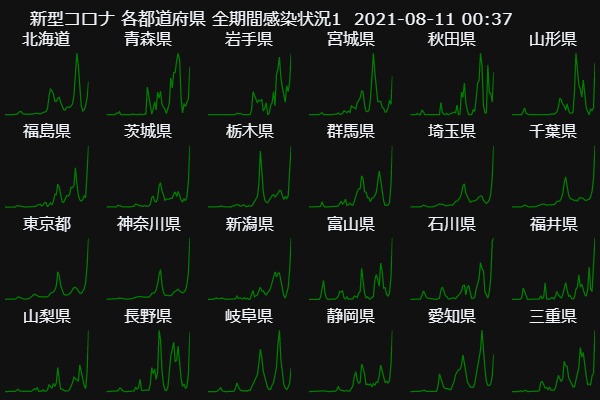 新型コロナ 各都道府県 全期間感染状況1 2021-08-11 00:37
北海道 青森県 岩手県 宮城県 秋田県 山形県
福島県 茨城県 栃木県 群馬県 埼玉県 千葉県
東京都 神奈川県 新潟県 富山県 石川県 福井県
山梨県 長野県 岐阜県 静岡県 愛知県 三重県